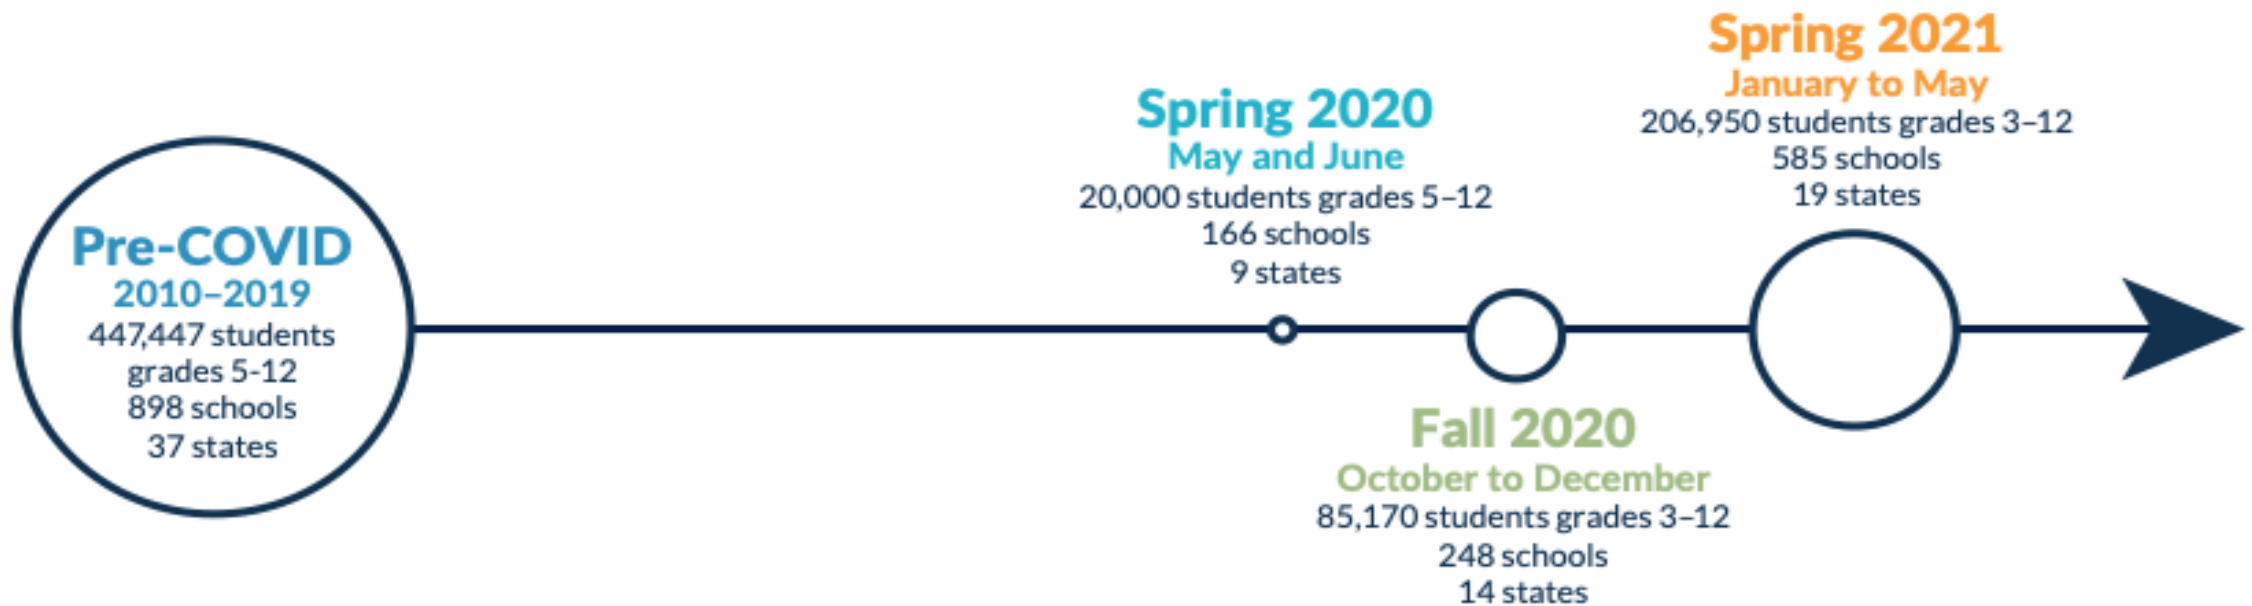 Pre-COVID
2010–2019
447,447 students
grades 5-12
898 schools
37 states
Spring 2020
May and June
20,000 students grades 5–12
166 schools
9 states
Fall 2020
October to December
85,170 students grades 3–12
248 schools
14 states
Spring 2021
January to May
206,950 students grades 3–12
585 schools
19 states